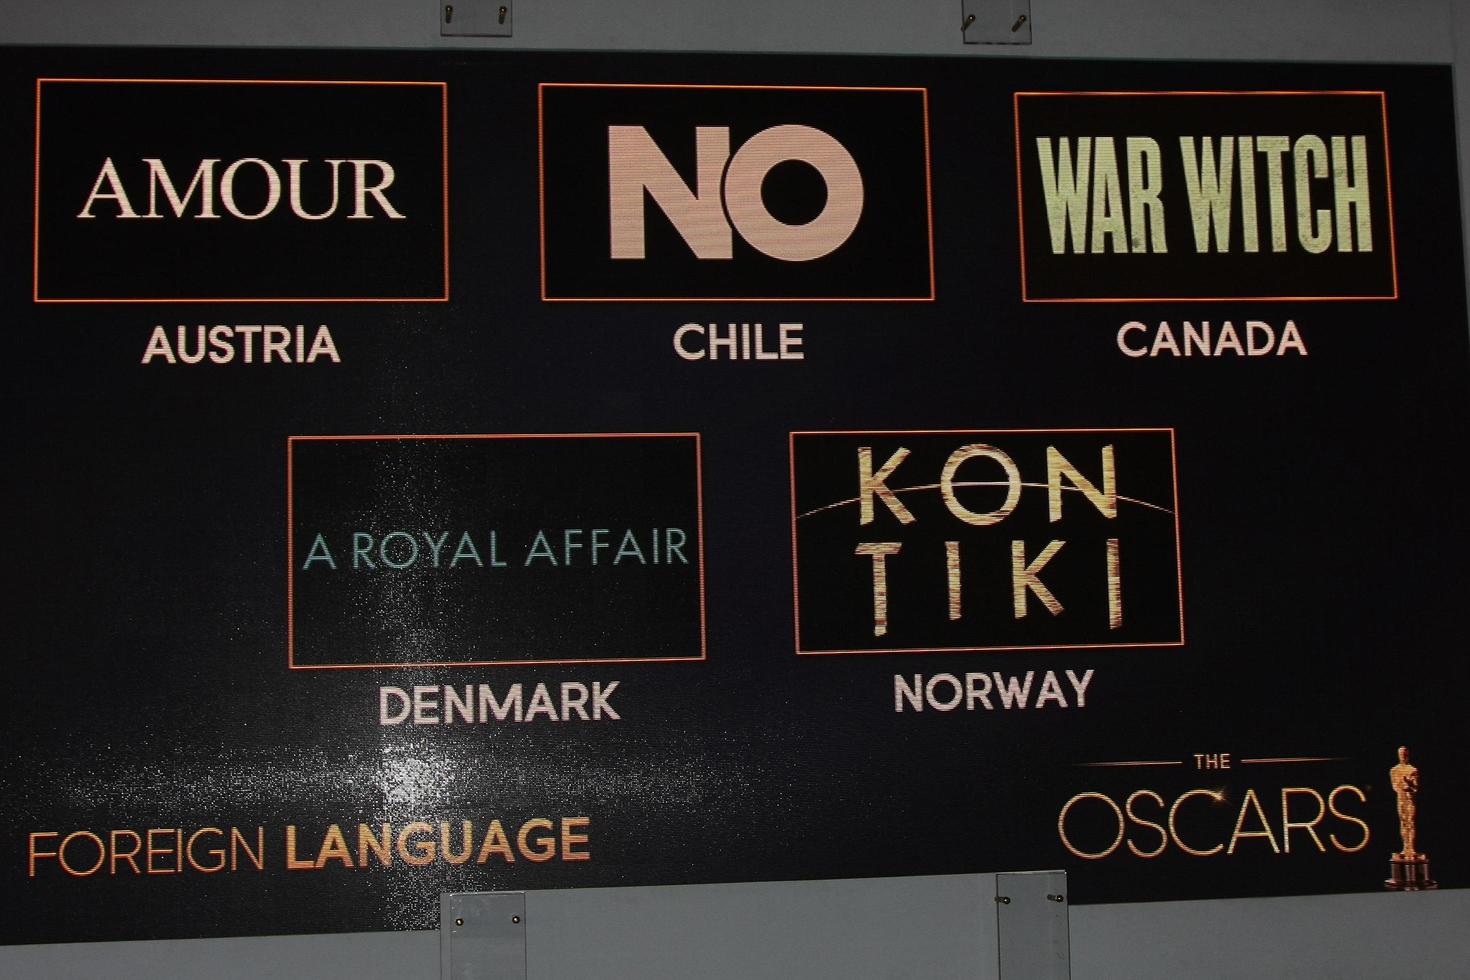 AMOUR
AUSTRIA
NO
CHILE
WAR WITCH
CANADA
A ROYAL AFFAIR
DENMARK
KON
TIKI
NORWAY
FOREIGN LANGUAGE
THE
OSCARS